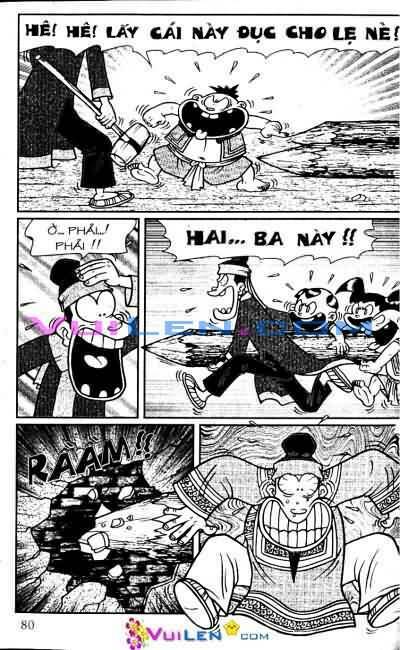 HÊ! HÊ! LẤY CÁI NÀY ĐỤC CHO LẸ NÈ!
Ờ... PHẢI...!
PHẢI !!
HAI... BA NÀY !!
VUILEN.COM
RẦẦM!!
80
VUILEN.COM